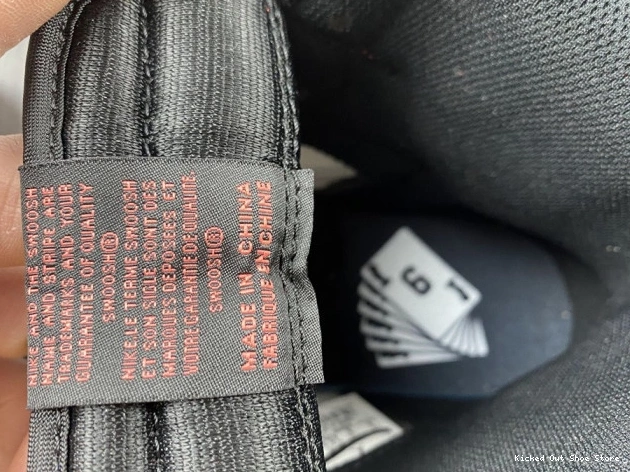 NIKE AND THE SWOOSH
NAME AND STRIPE ARE
TRADEMARKS AND YOUR
GUARANTEE OF QUALITY
SWOOSH®
NIKE,LE TERME SWOOSH
ET SON SIGLE SONT DES
MARQUES DEPOSEES ET
VOTRE GARANTIE DE QUALITE.
SWOOSH®
MADE IN CHINA
FABRIQUE EN CHINE
6
Kicked Out Shoe Store